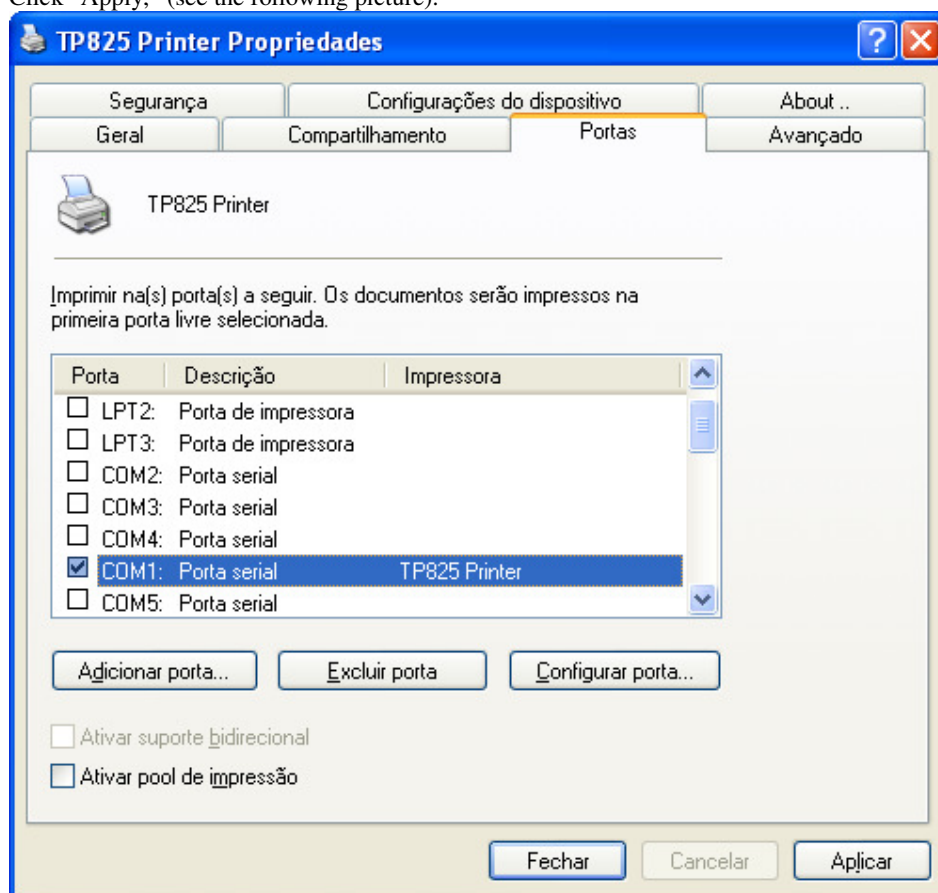 Click "Apply," (see the following picture).
TP825 Printer Propriedades
Segurança Configurações do dispositivo About ..
Geral Compartilhamento Portas Avançado
TP825 Printer
Imprimir na(s) porta(s) a seguir. Os documentos serão impressos na
primeira porta livre selecionada.
Porta Descrição Impressora
LPT2: Porta de impressora
LPT3: Porta de impressora
COM2: Porta serial
COM3: Porta serial
COM4: Porta serial
COM1: Porta serial TP825 Printer
COM5: Porta serial
Adicionar porta... Excluir porta Configurar porta...
Ativar suporte bidirecional
Ativar pool de impressão
Fechar Cancelar Aplicar